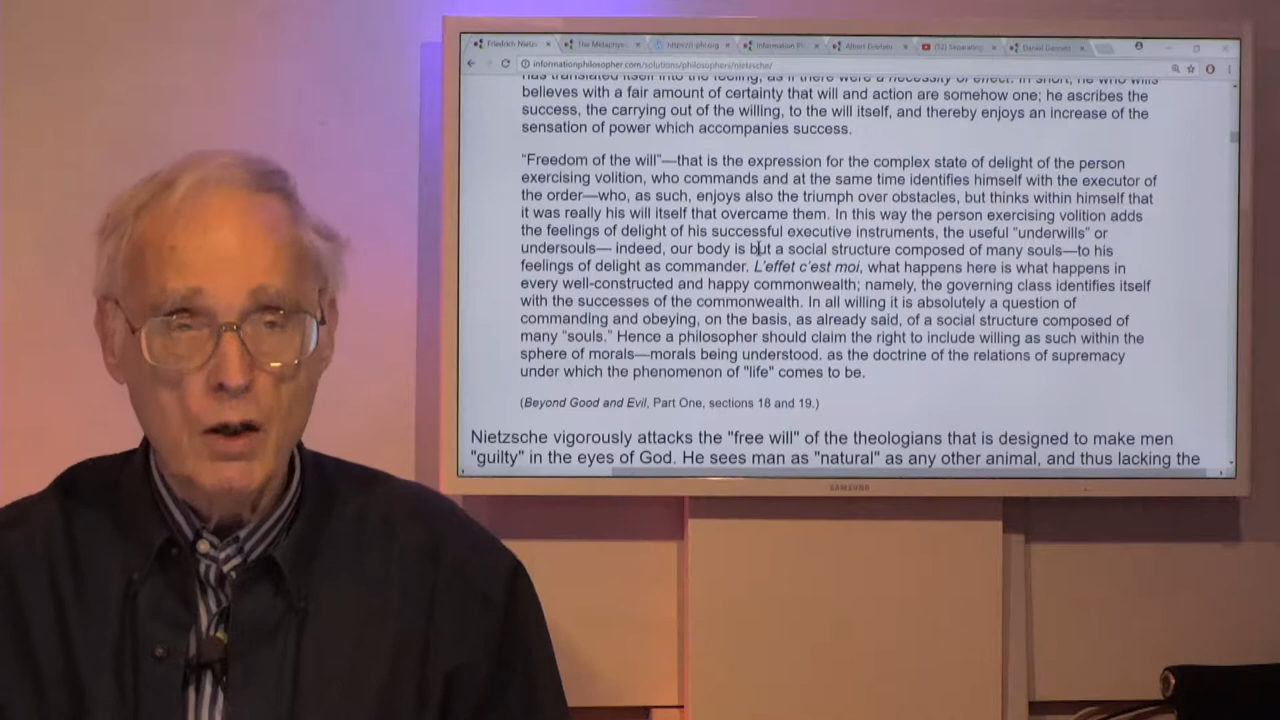 Friedrich Nietzs
The Metaphys
Information Ph
Daniel Dennett
informationphilosopher.com/solutions/philosophers/nietzsche/
has translated itself into the feeling, as if there were a necessity of effect. In short, he who wills
believes with a fair amount of certainty that will and action are somehow one; he ascribes the
success, the carrying out of the willing, to the will itself, and thereby enjoys an increase of the
sensation of power which accompanies success.
"Freedom of the will"—that is the expression for the complex state of delight of the person
exercising volition, who commands and at the same time identifies himself with the executor of
the order—who, as such, enjoys also the triumph over obstacles, but thinks within himself that
it was really his will itself that overcame them. In this way the person exercising volition adds
the feelings of delight of his successful executive instruments, the useful "underwills" or
undersouls— indeed, our body is but a social structure composed of many souls—to his
feelings of delight as commander. L'effet c'est moi, what happens here is what happens in
every well-constructed and happy commonwealth; namely, the governing class identifies itself
with the successes of the commonwealth. In all willing it is absolutely a question of
commanding and obeying, on the basis, as already said, of a social structure composed of
many "souls." Hence a philosopher should claim the right to include willing as such within the
sphere of morals—morals being understood. as the doctrine of the relations of supremacy
under which the phenomenon of "life" comes to be.
(Beyond Good and Evil, Part One, sections 18 and 19.)
Nietzsche vigorously attacks the "free will" of the theologians that is designed to make men
"guilty" in the eyes of God. He sees man as "natural" as any other animal, and thus lacking the
SAMSUNG